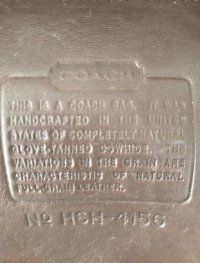 COACH
THIS IS A COACH BAG. IT WAS
HANDCRAFTED IN THE UNITED
STATES OF COMPLETELY NATURAL
GLOVE-TANNED COWHIDE. THE
VARIATIONS IN THE GRAIN ARE
CHARACTERISTIC OF NATURAL
FULL GRAIN LEATHER.
No H6H-4156